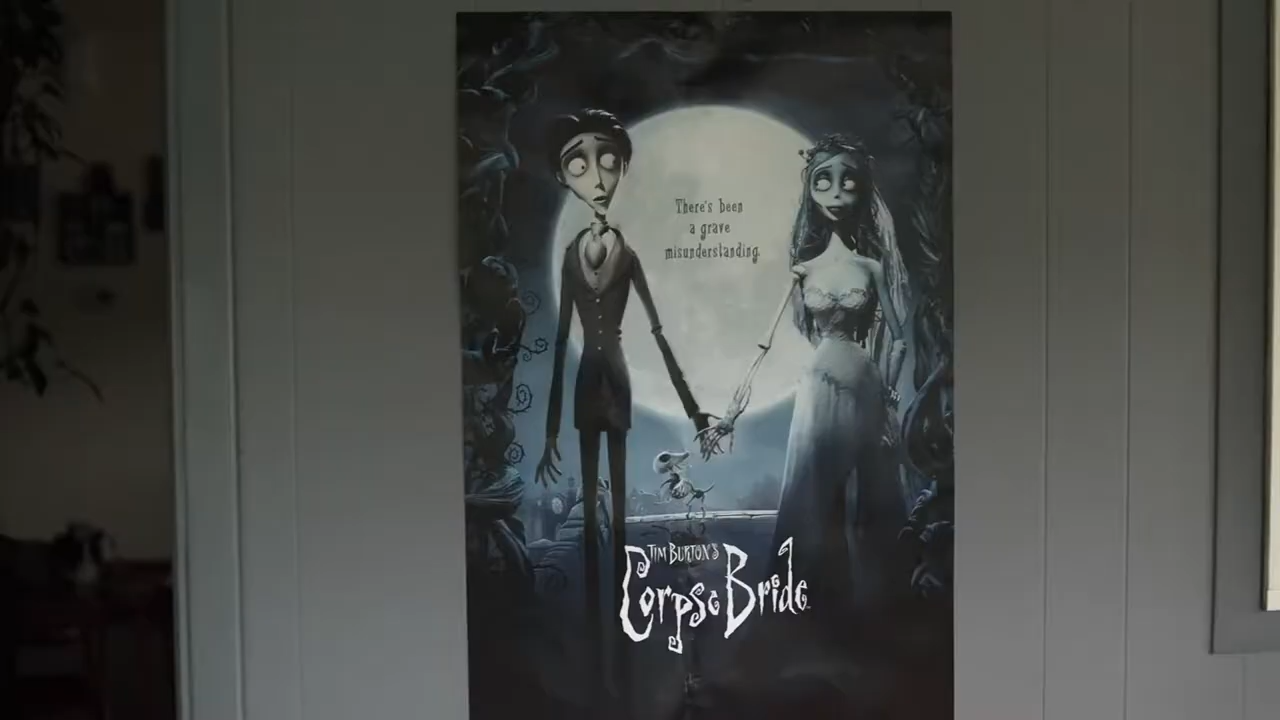 There's been
a grave
misunderstanding.
TIM BURTON'S
Corpse Bride